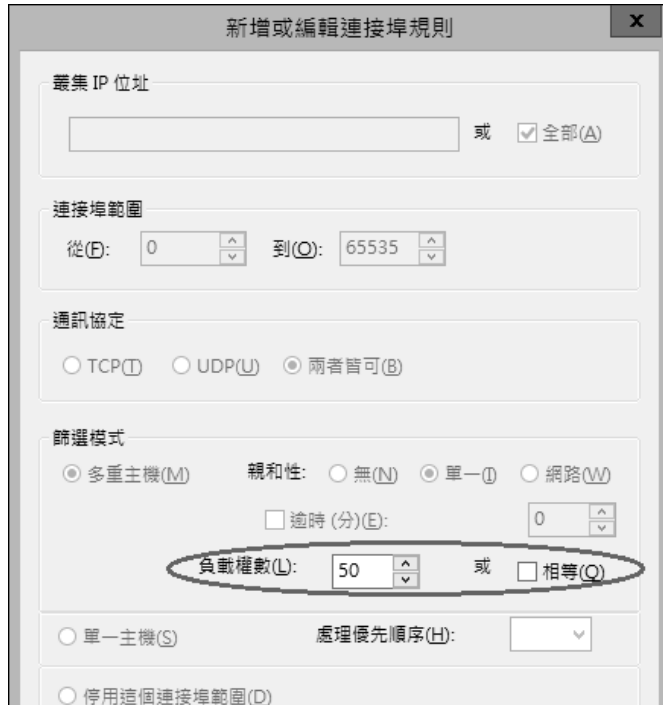 新增或編輯連接埠規則 x
叢集 IP 位址
或 全部(A)
連接埠範圍
從(F): 0 到(O): 65535
通訊協定
TCP(T) UDP(U) 兩者皆可(B)
篩選模式
多重主機(M) 親和性: 無(N) 單一(I) 網路(W)
逾時 (分)(E): 0
負載權數(L): 50 或 相等(Q)
單一主機(S) 處理優先順序(H):
停用這個連接埠範圍(D)